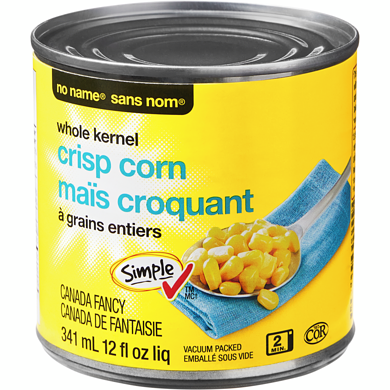 no name® sans nom®
whole kernel
crisp corn
maïs croquant
à grains entiers
Simple
TM
MC
CANADA FANCY
CANADA DE FANTAISIE
341 mL 12 fl oz liq
VACUUM PACKED
EMBALLÉ SOUS VIDE
2
MIN.
COR